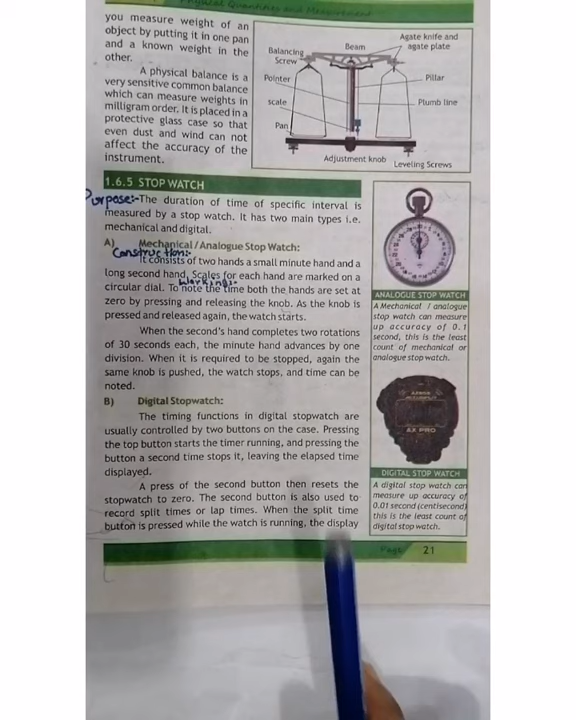 Physical Quantities and Measurement
you measure weight of an
object by putting it in one pan
and a known weight in the
other.
A physical balance is a
very sensitive common balance
which can measure weights in
milligram order. It is placed in a
protective glass case so that
even dust and wind can not
affect the accuracy of the
instrument.
Agate knife and
agate plate
Beam
Balancing
Screw
Pointer
Pillar
scale
Plumb line
Pan
Adjustment knob
Leveling Screws
1.6.5 STOP WATCH
Purpose:- The duration of time of specific interval is
measured by a stop watch. It has two main types i.e.
mechanical and digital.
A) Mechanical / Analogue Stop Watch:
Construction:-
It consists of two hands a small minute hand and a
long second hand. Scales for each hand are marked on a
Working:-
circular dial. To note the time both the hands are set at
zero by pressing and releasing the knob. As the knob is
pressed and released again, the watch starts.
When the second's hand completes two rotations
of 30 seconds each, the minute hand advances by one
division. When it is required to be stopped, again the
same knob is pushed, the watch stops, and time can be
noted.
B) Digital Stopwatch:
The timing functions in digital stopwatch are
usually controlled by two buttons on the case. Pressing
the top button starts the timer running, and pressing the
button a second time stops it, leaving the elapsed time
displayed.
A press of the second button then resets the
stopwatch to zero. The second button is also used to
record split times or lap times. When the split time
button is pressed while the watch is running, the display
ANALOGUE STOP WATCH
A Mechanical / analogue
stop watch can measure
up accuracy of 0.1
second, this is the least
count of mechanical or
analogue stop watch.
AX PRO
DIGITAL STOP WATCH
A digital stop watch can
measure up accuracy of
0.01 second (centisecond)
this is the least count of
digital stop watch.
Page 21